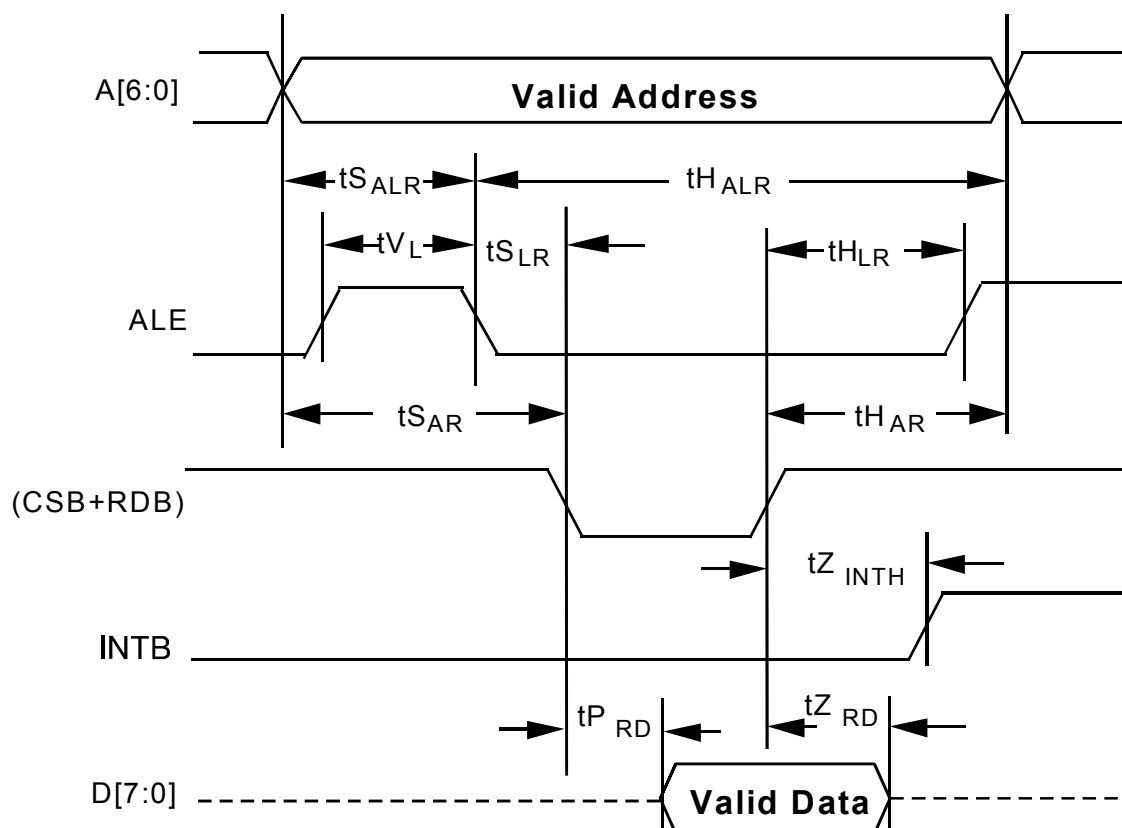 A[6:0] Valid Address
tS ALR tH ALR
tV L tS LR tH LR
ALE
tS AR tH AR
(CSB+RDB)
tZ INTH
INTB
tP RD tZ RD
D[7:0] Valid Data